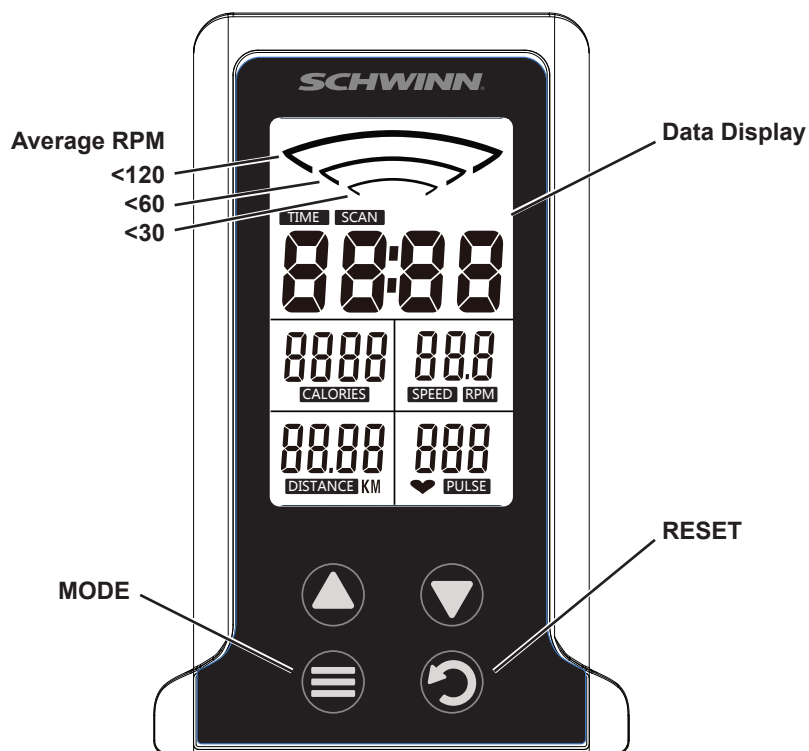 SCHWINN
Average RPM
<120
<60
<30
Data Display
TIME SCAN
88:88
8888
CALORIES
88.8
SPEED RPM
88.88
DISTANCE KM
888
PULSE
RESET
MODE